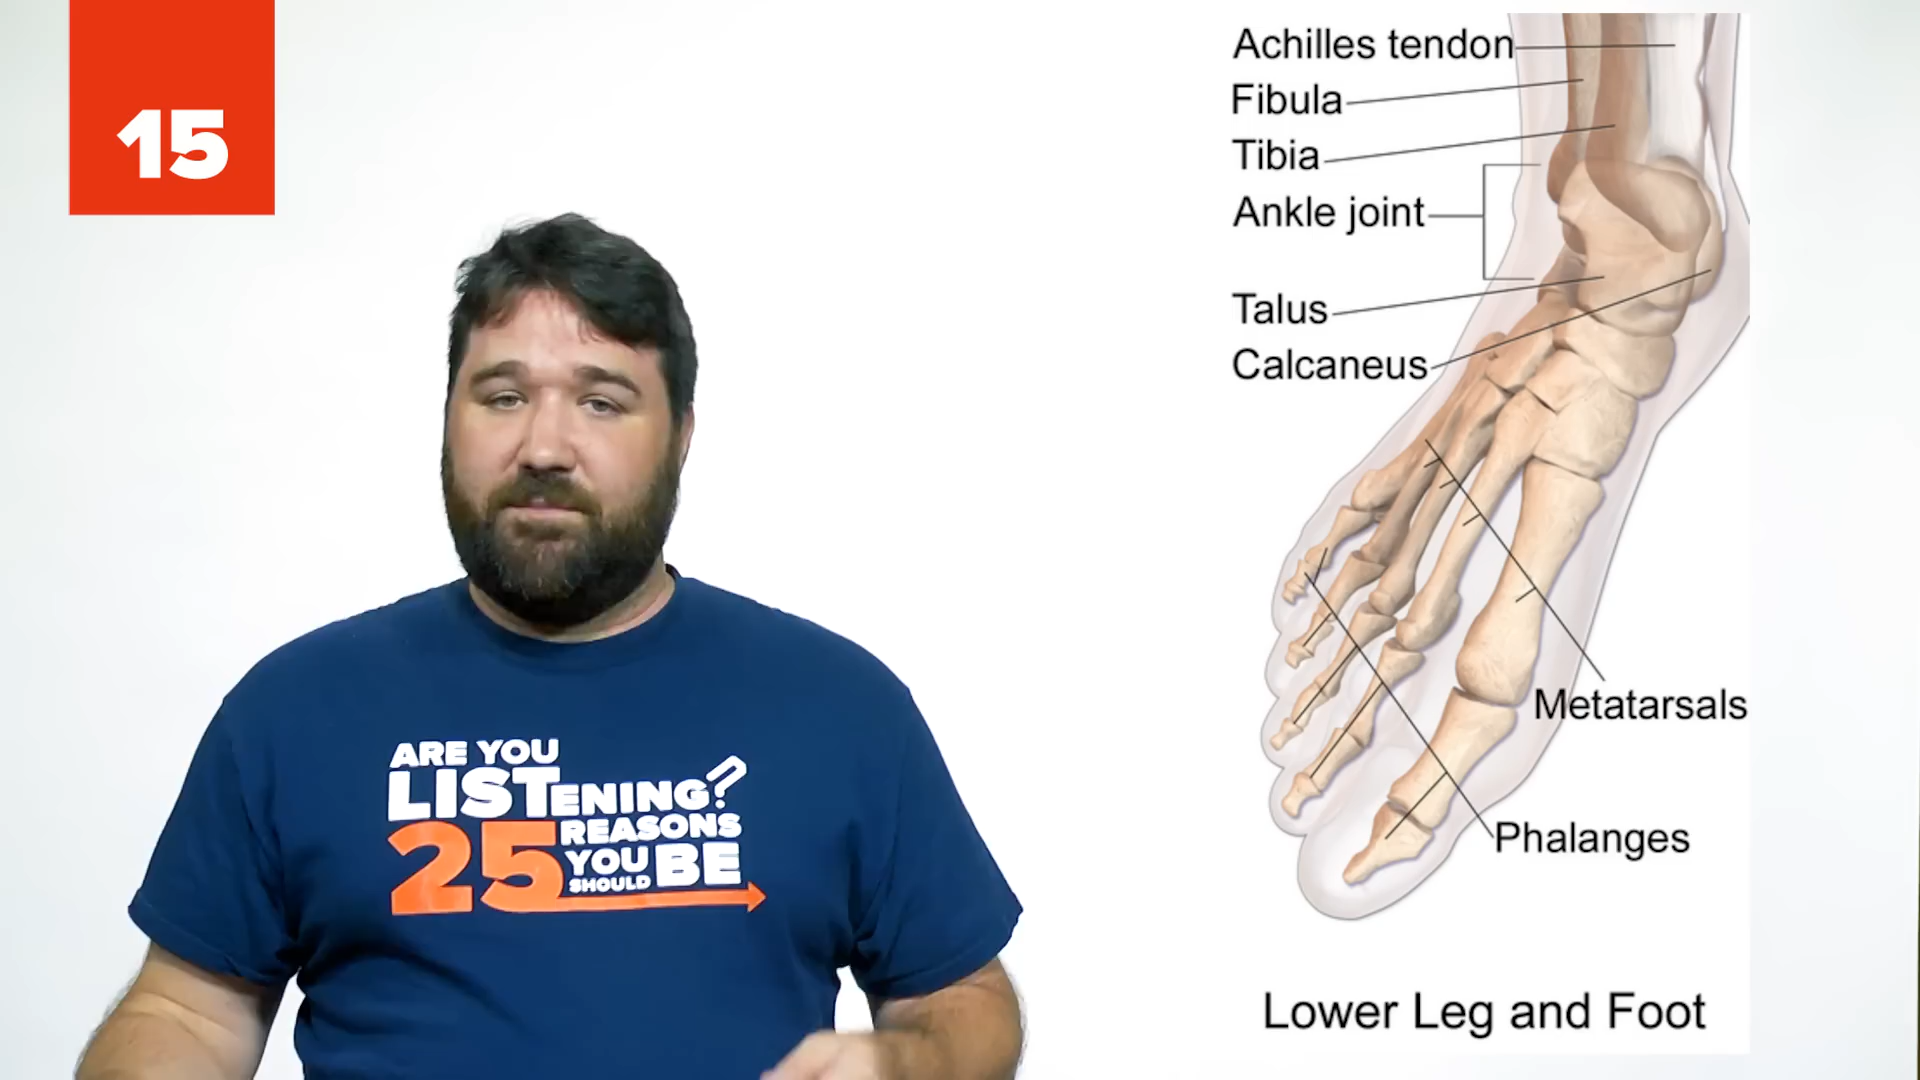 15
ARE YOU
LISTENING?
25 REASONS
YOU
SHOULD BE
Achilles tendon
Fibula
Tibia
Ankle joint
Talus
Calcaneus
Metatarsals
Phalanges
Lower Leg and Foot